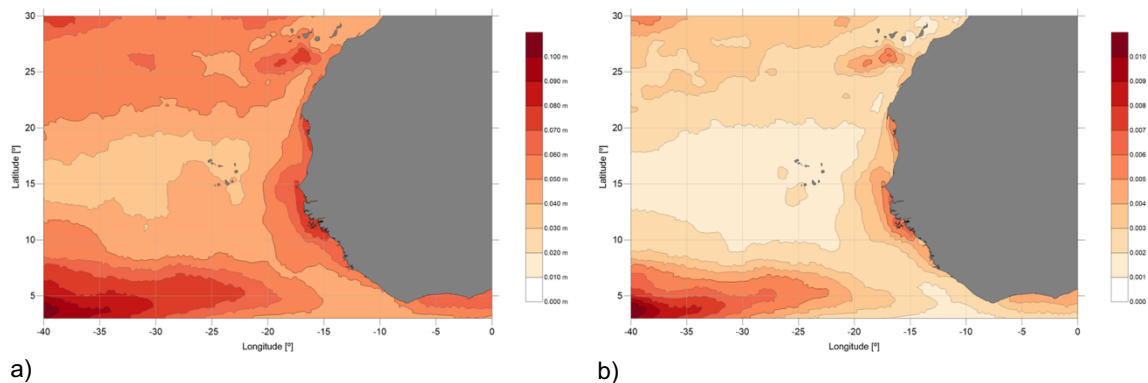 30
25
20
15
10
5
Latitude [º]
-40
-35
-30
-25
-20
-15
-10
-5
0
Longitude [º]
0.100 m
0.090 m
0.080 m
0.070 m
0.060 m
0.050 m
0.040 m
0.030 m
0.020 m
0.010 m
0.000 m
a)
30
25
20
15
10
5
Latitude [º]
-40
-35
-30
-25
-20
-15
-10
-5
0
Longitude [º]
0.010
0.009
0.008
0.007
0.006
0.005
0.004
0.003
0.002
0.001
0.000
b)